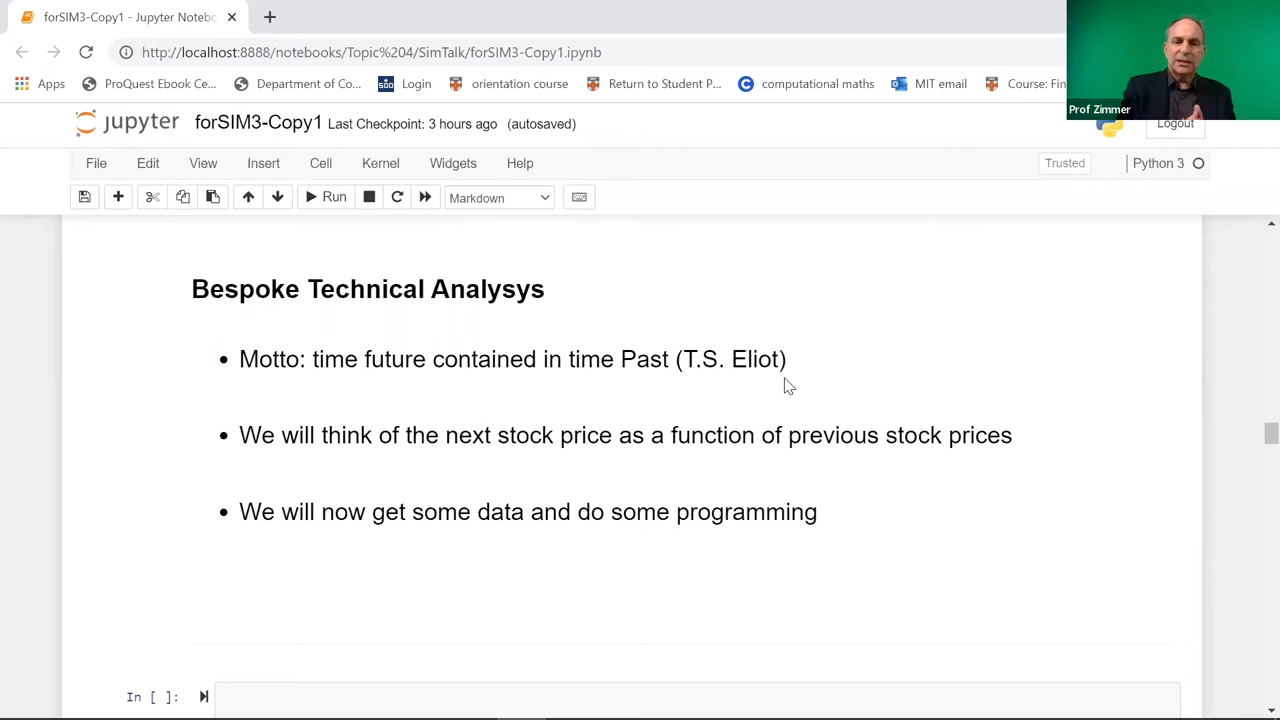 forSIM3-Copy1 - Jupyter Notebo
http://localhost:8888/notebooks/Topic%204/SimTalk/forSIM3-Copy1.ipynb
Apps ProQuest Ebook Ce... Department of Co... Login orientation course Return to Student P... computational maths MIT email Course: Fin
Prof Zimmer
jupyter forSIM3-Copy1 Last Checkpoint: 3 hours ago (autosaved) Logout
File Edit View Insert Cell Kernel Widgets Help Trusted Python 3
Run Markdown
Bespoke Technical Analysys
• Motto: time future contained in time Past (T.S. Eliot)
• We will think of the next stock price as a function of previous stock prices
• We will now get some data and do some programming
In [ ]: